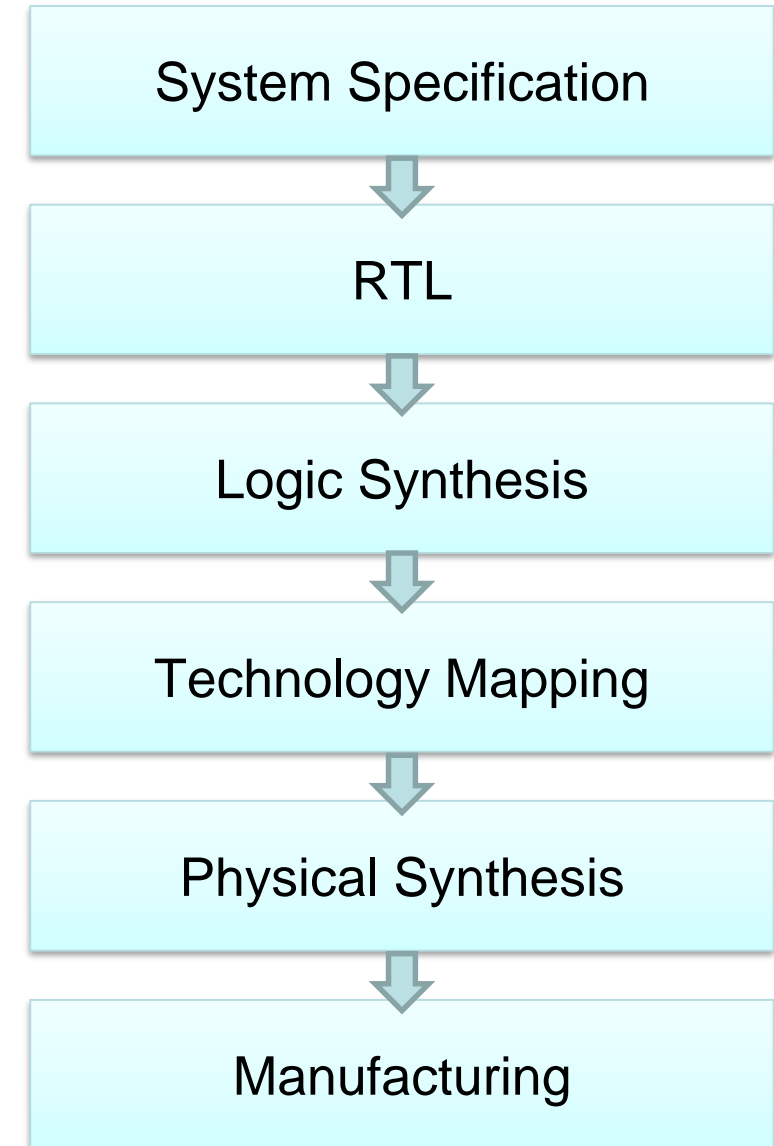 System Specification
RTL
Logic Synthesis
Technology Mapping
Physical Synthesis
Manufacturing